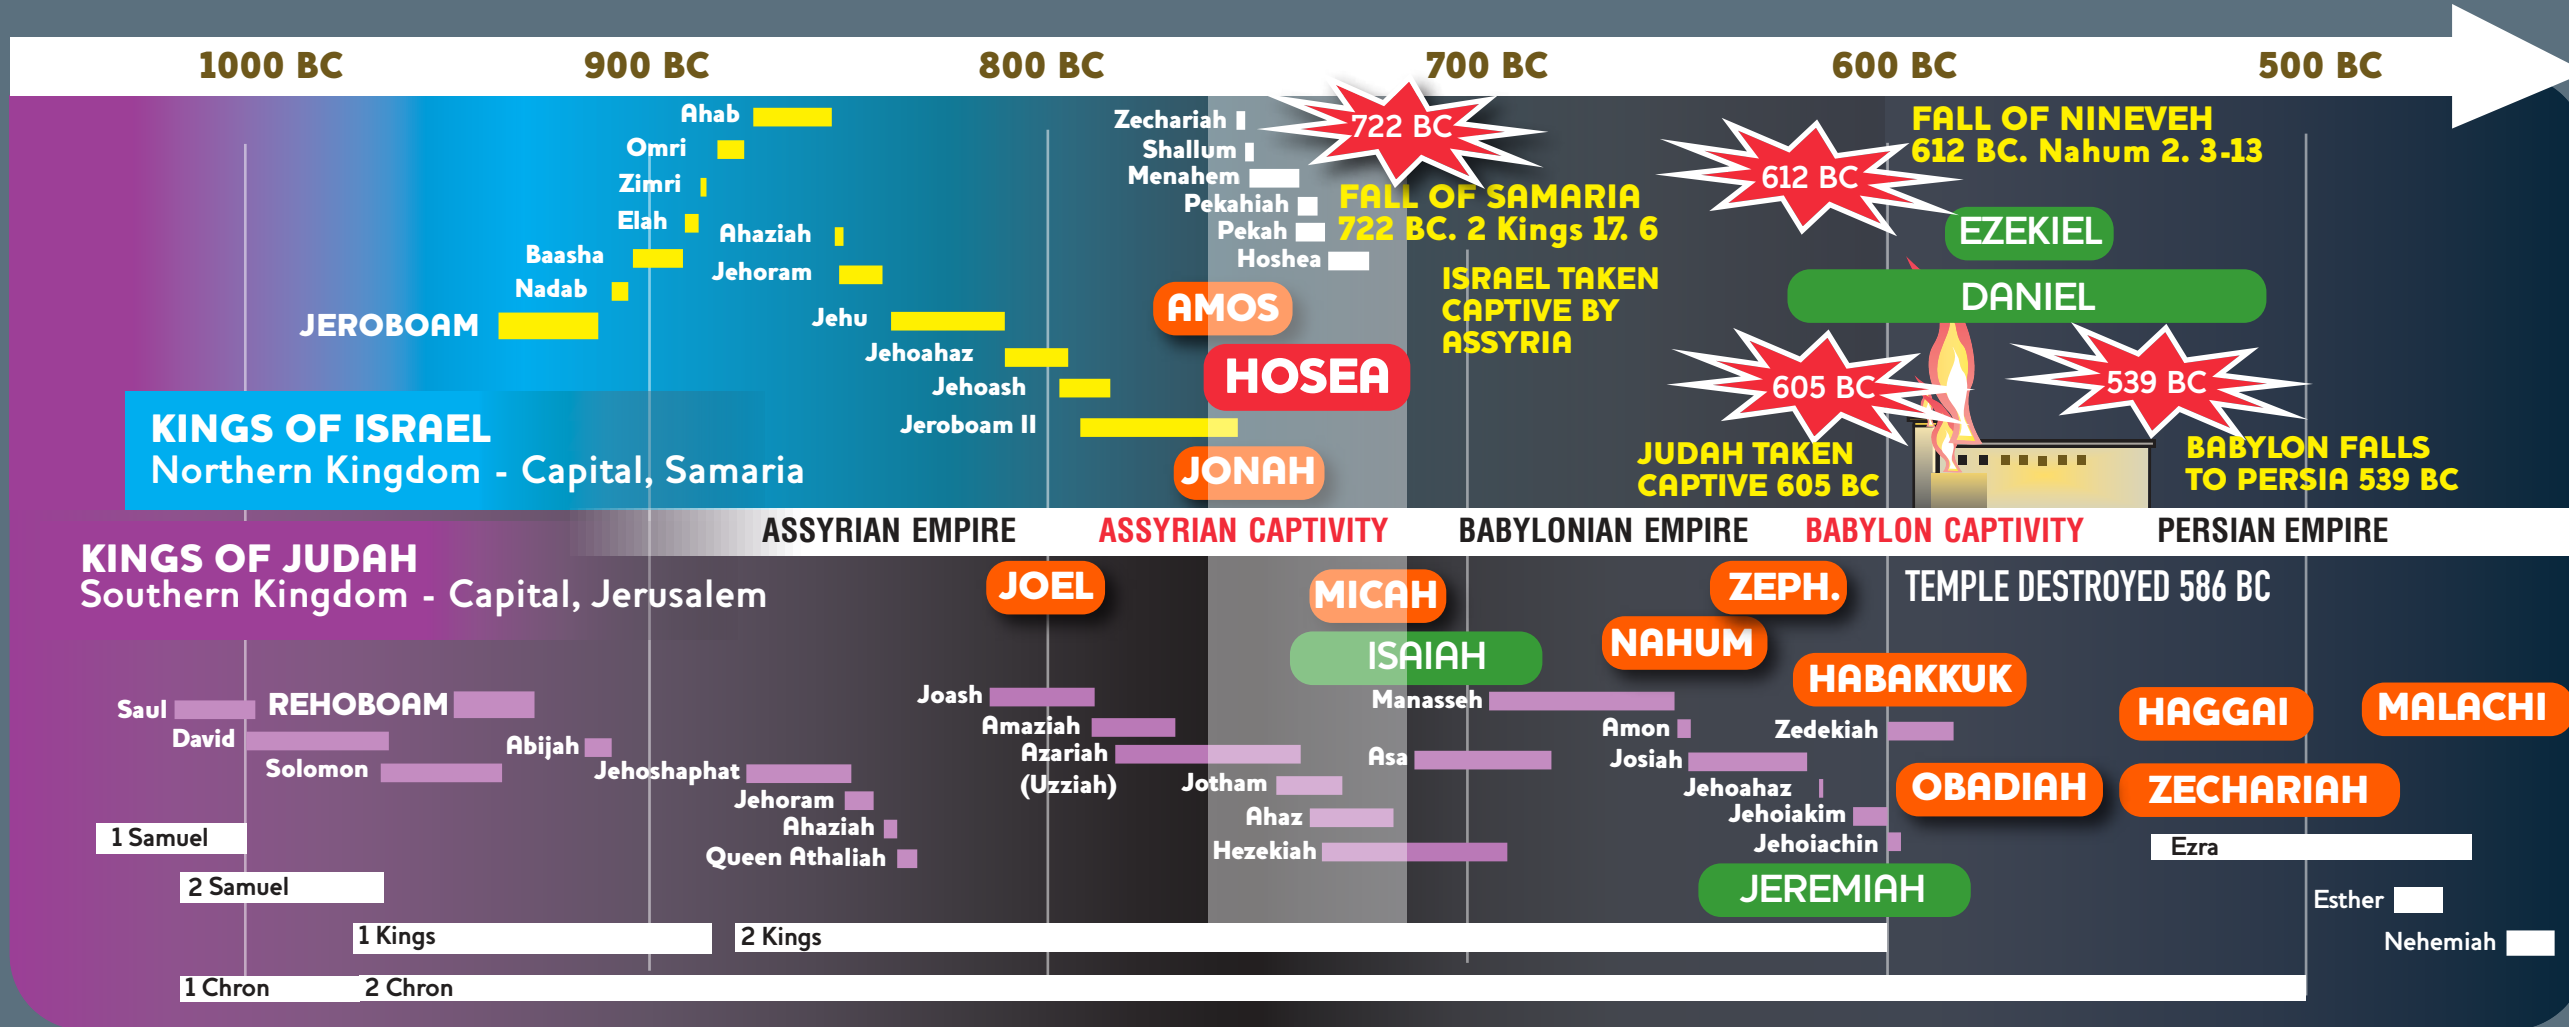 1000 BC
900 BC
800 BC
700 BC
600 BC
500 BC
Ahab
Omri
Zimri
Elah
Baasha
Nadab
JEROBOAM
Ahaziah
Jehoram
Jehu
Jehoahaz
Jehoash
Jeroboam II
Zechariah
Shallum
Menahem
Pekahiah
Pekah
Hoshea
722 BC
FALL OF SAMARIA
722 BC. 2 Kings 17. 6
ISRAEL TAKEN
CAPTIVE BY
ASSYRIA
AMOS
HOSEA
JONAH
612 BC
FALL OF NINEVEH
612 BC. Nahum 2. 3-13
EZEKIEL
DANIEL
605 BC
539 BC
JUDAH TAKEN
CAPTIVE 605 BC
BABYLON FALLS
TO PERSIA 539 BC
KINGS OF ISRAEL
Northern Kingdom - Capital, Samaria
ASSYRIAN EMPIRE
ASSYRIAN CAPTIVITY
BABYLONIAN EMPIRE
BABYLON CAPTIVITY
PERSIAN EMPIRE
KINGS OF JUDAH
Southern Kingdom - Capital, Jerusalem
JOEL
MICAH
ISAIAH
ZEPH.
NAHUM
HABAKKUK
TEMPLE DESTROYED 586 BC
HAGGAI
MALACHI
OBADIAH
ZECHARIAH
JEREMIAH
Saul
REHOBOAM
David
Solomon
Abijah
Jehoshaphat
Jehoram
Ahaziah
Queen Athaliah
Joash
Amaziah
Azariah
(Uzziah)
Jotham
Ahaz
Hezekiah
Manasseh
Asa
Amon
Josiah
Jehoahaz
Jehoiakim
Jehoiachin
Zedekiah
1 Samuel
2 Samuel
1 Kings
2 Kings
1 Chron
2 Chron
Ezra
Esther
Nehemiah